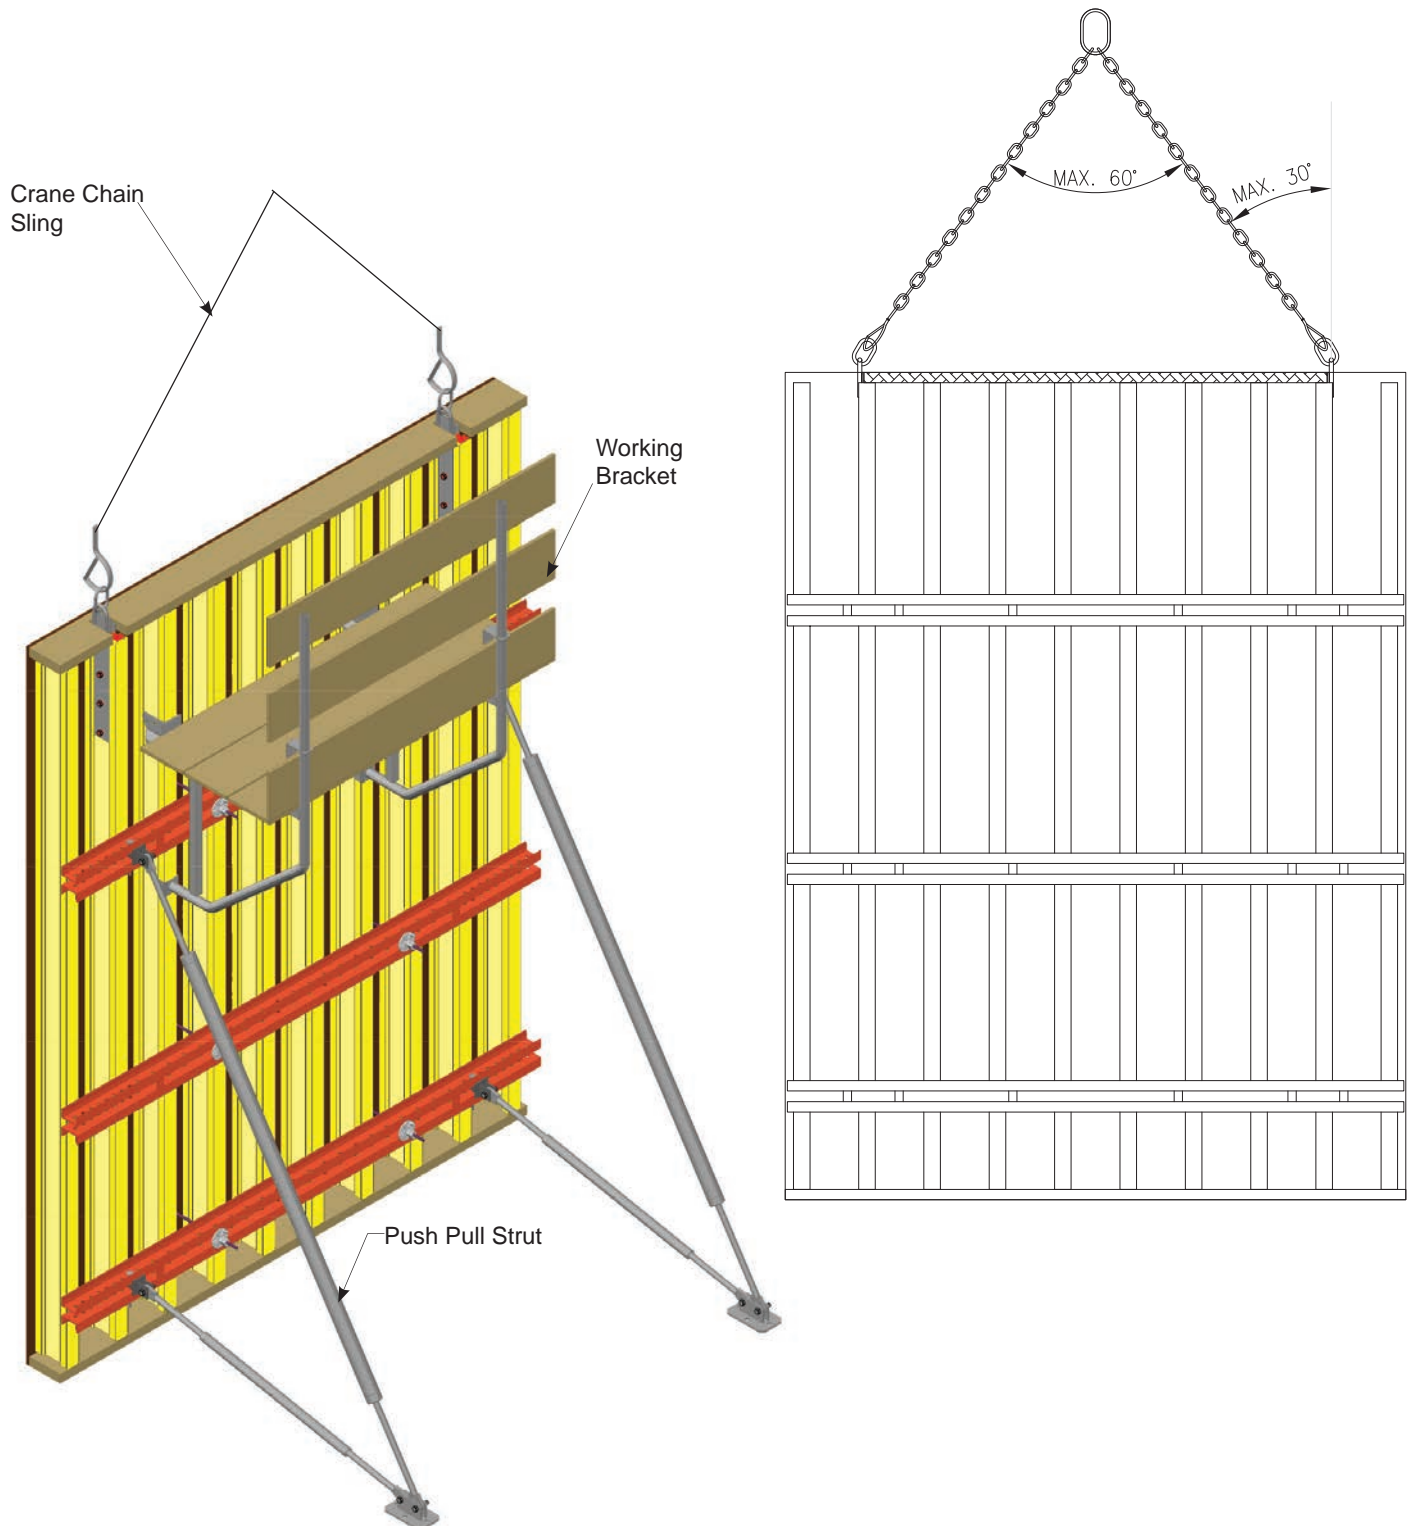 Crane Chain
Sling
Working
Bracket
Push Pull Strut
MAX. 60°
MAX. 30°